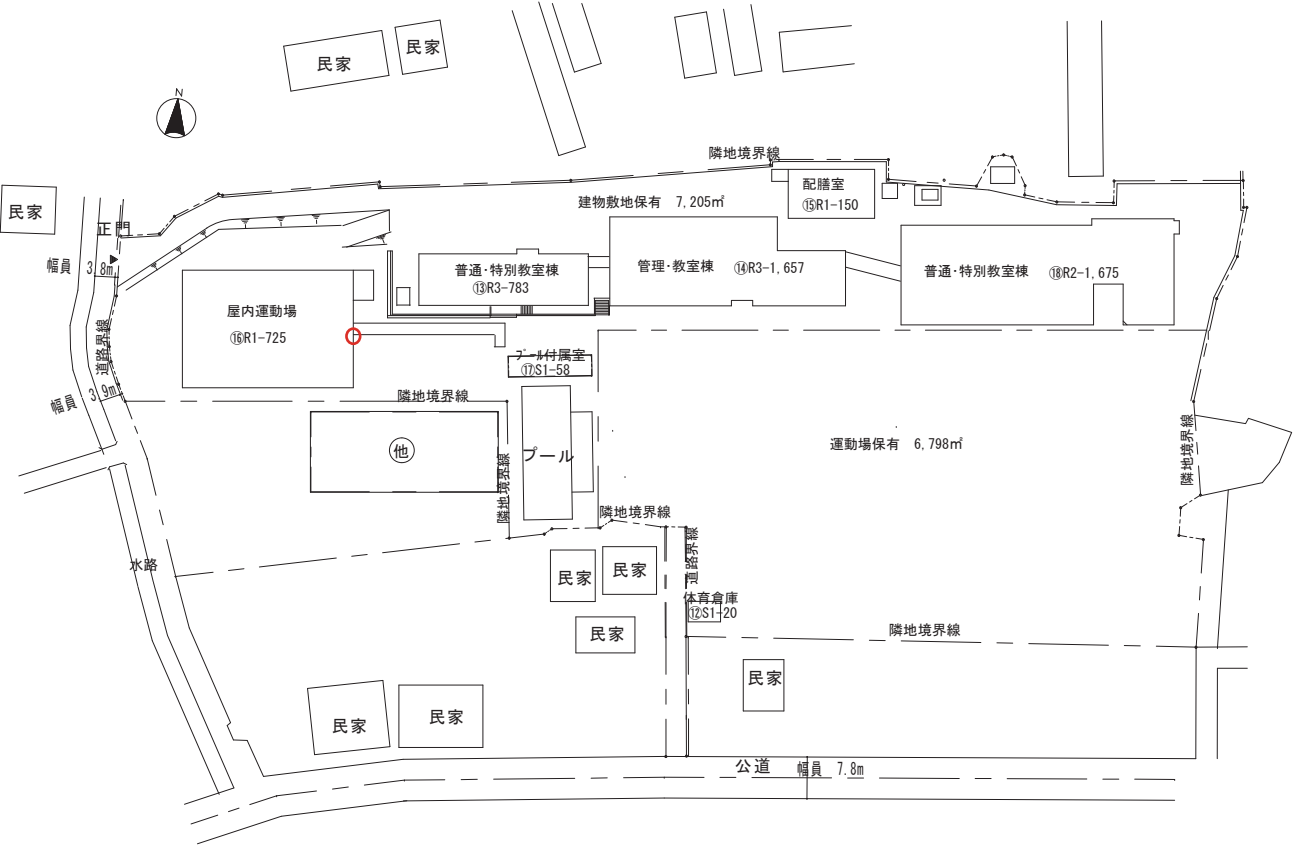 民家
民家
N
隣地境界線
配膳室
⑮R1-150
民家
建物敷地保有 7,205㎡
正門
幅員 3.8m
普通・特別教室棟
⑬R3-783
管理・教室棟 ⑭R3-1,657
普通・特別教室棟 ⑱R2-1,675
屋内運動場
⑯R1-725
道路界線
プール付属室
⑰S1-58
幅員 3.9m
隣地境界線
他
プール
隣地境界線
運動場保有 6,798㎡
隣地境界線
隣地境界線
道路界線
水路
民家
民家
体育倉庫
⑫S1-20
民家
隣地境界線
民家
民家
民家
公道 幅員 7.8m